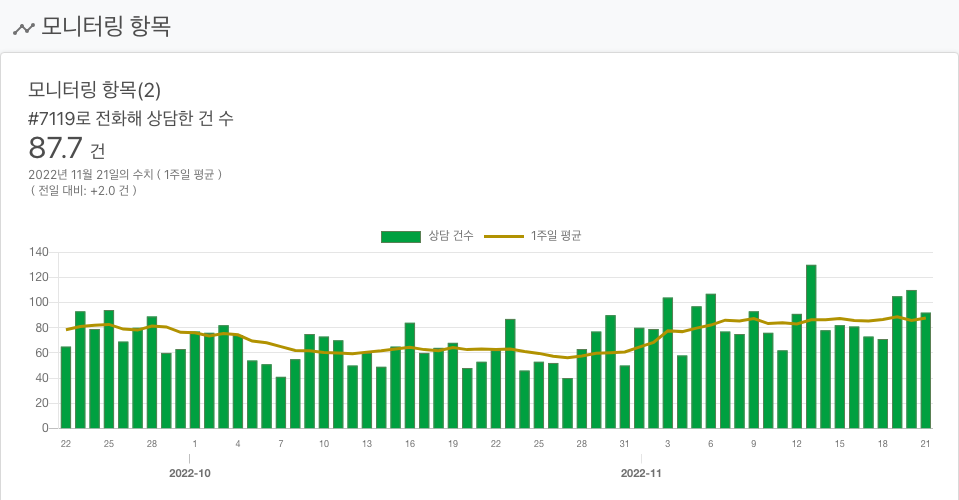 모니터링 항목
모니터링 항목(2)
#7119로 전화해 상담한 건 수
87.7 건
2022년 11월 21일의 수치 ( 1주일 평균 )
( 전일 대비: +2.0 건 )
상담 건수 1주일 평균
140
120
100
80
60
40
20
0
22 25 28 1 4 7 10 13 16 19 22 25 28 31 3 6 9 12 15 18 21
2022-10 2022-11